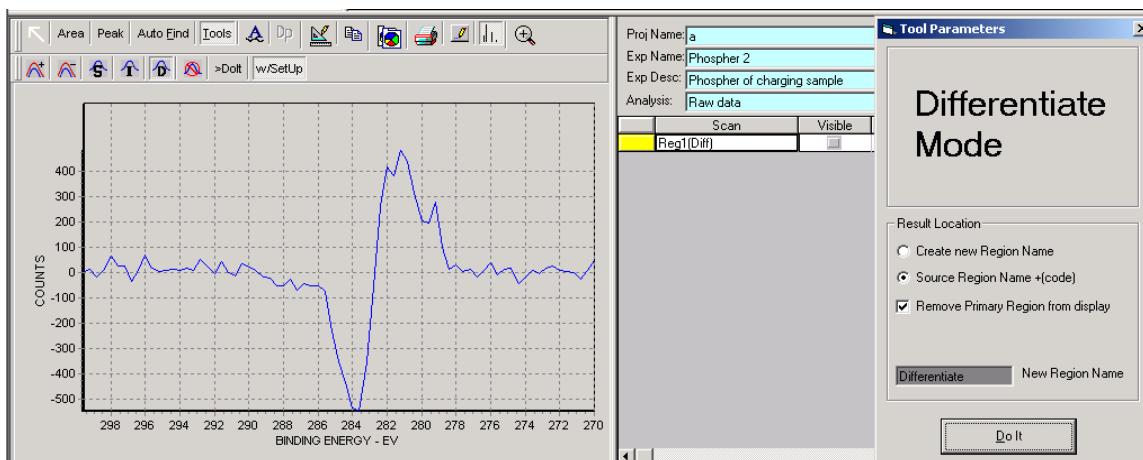 Area Peak Auto Find Tools A Dp
S I D >DoIt w/SetUp
400
300
200
100
0
-100
-200
-300
-400
-500
COUNTS
298 296 294 292 290 288 286 284 282 280 278 276 274 272 270
BINDING ENERGY - EV
Proj Name: a
Exp Name: Phospher 2
Exp Desc: Phospher of charging sample
Analysis: Raw data
Scan Visible
Reg1(Diff)
Tool Parameters
Differentiate
Mode
Result Location
Create new Region Name
Source Region Name +(code)
Remove Primary Region from display
Differentiate New Region Name
Do It